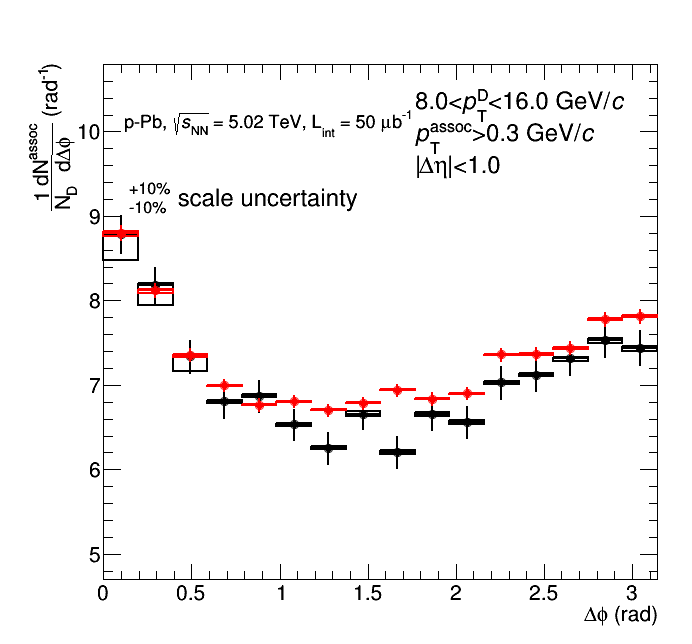 1 dN^assoc / N_D dΔφ (rad^-1)
8.0<p_T^D<16.0 GeV/c
p-Pb, √s_NN = 5.02 TeV, L_int = 50 μb^-1
p_T^assoc>0.3 GeV/c
|Δη|<1.0
+10%
-10% scale uncertainty
10
9
8
7
6
5
0 0.5 1 1.5 2 2.5 3
Δφ (rad)